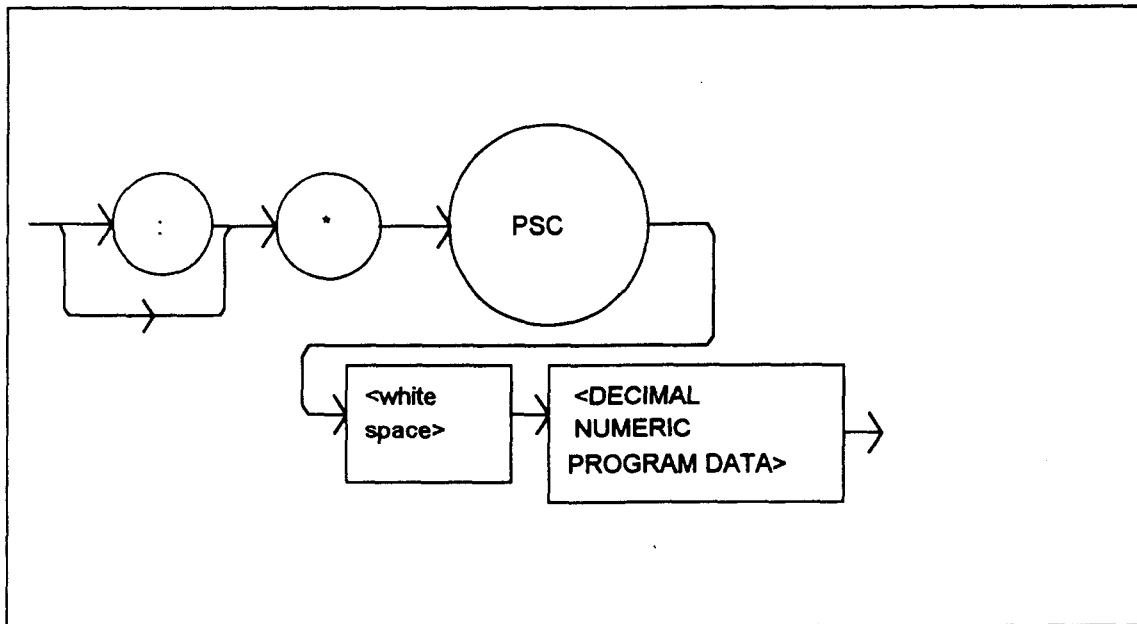 :
*
PSC
<white
space>
<DECIMAL
NUMERIC
PROGRAM DATA>